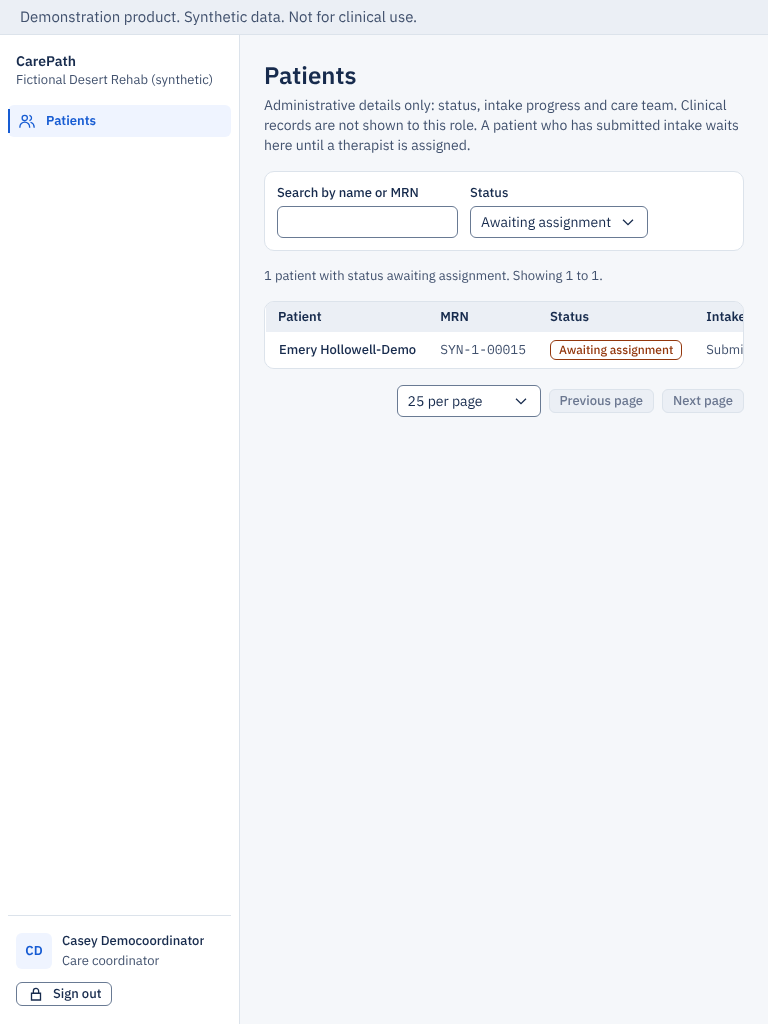 Demonstration product. Synthetic data. Not for clinical use.
CarePath
Fictional Desert Rehab (synthetic)
Patients
Patients
Administrative details only: status, intake progress and care team. Clinical
records are not shown to this role. A patient who has submitted intake waits
here until a therapist is assigned.
Search by name or MRN
Status
Awaiting assignment
1 patient with status awaiting assignment. Showing 1 to 1.
Patient MRN Status Intake
Emery Hollowell-Demo SYN-1-00015 Awaiting assignment Submi
25 per page Previous page Next page
CD
Casey Democoordinator
Care coordinator
Sign out